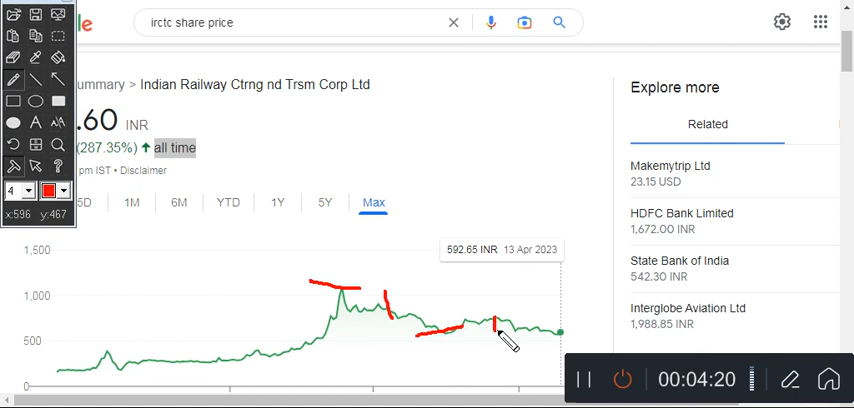 le
irctc share price
ummary > Indian Railway Ctrng nd Trsm Corp Ltd
.60 INR
(287.35%) ↑ all time
pm IST • Disclaimer
5D 1M 6M YTD 1Y 5Y Max
592.65 INR 13 Apr 2023
1,500
1,000
500
0
Explore more
Related
Makemytrip Ltd
23.15 USD
HDFC Bank Limited
1,672.00 INR
State Bank of India
542.30 INR
Interglobe Aviation Ltd
1,988.85 INR
A AA
4
x:596 y:467
00:04:20